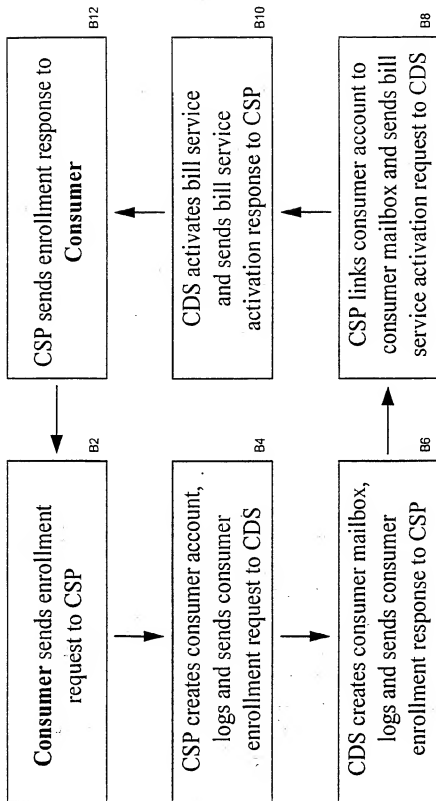 Consumer sends enrollment
request to CSP
B2
CSP creates consumer account,
logs and sends consumer
enrollment request to CDS
B4
CDS creates consumer mailbox,
logs and sends consumer
enrollment response to CSP
B6
CSP links consumer account to
consumer mailbox and sends bill
service activation request to CDS
B8
CDS activates bill service
and sends bill service
activation response to CSP
B10
CSP sends enrollment response to
Consumer
B12